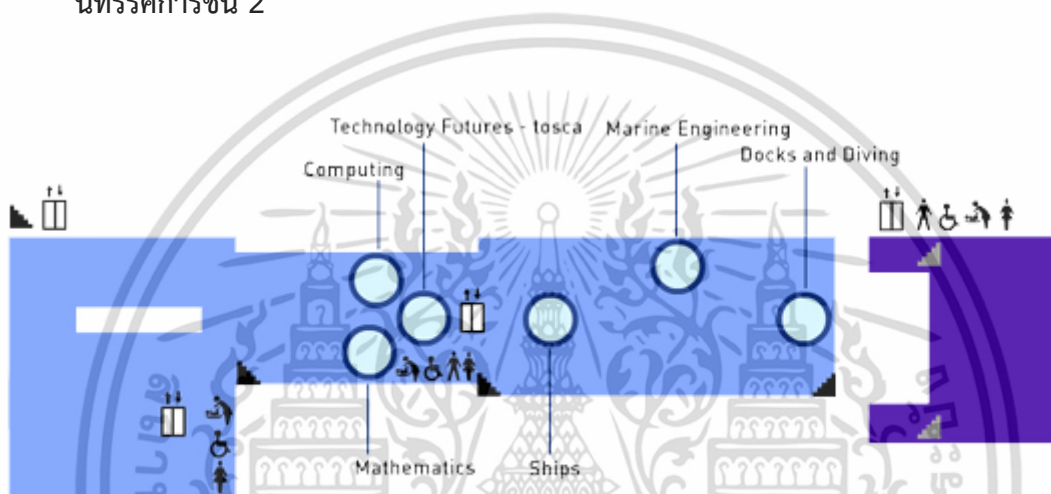 นิทรรศการชั้น 2
Technology Futures - tosca
Marine Engineering
Computing
Docks and Diving
Mathematics
Ships